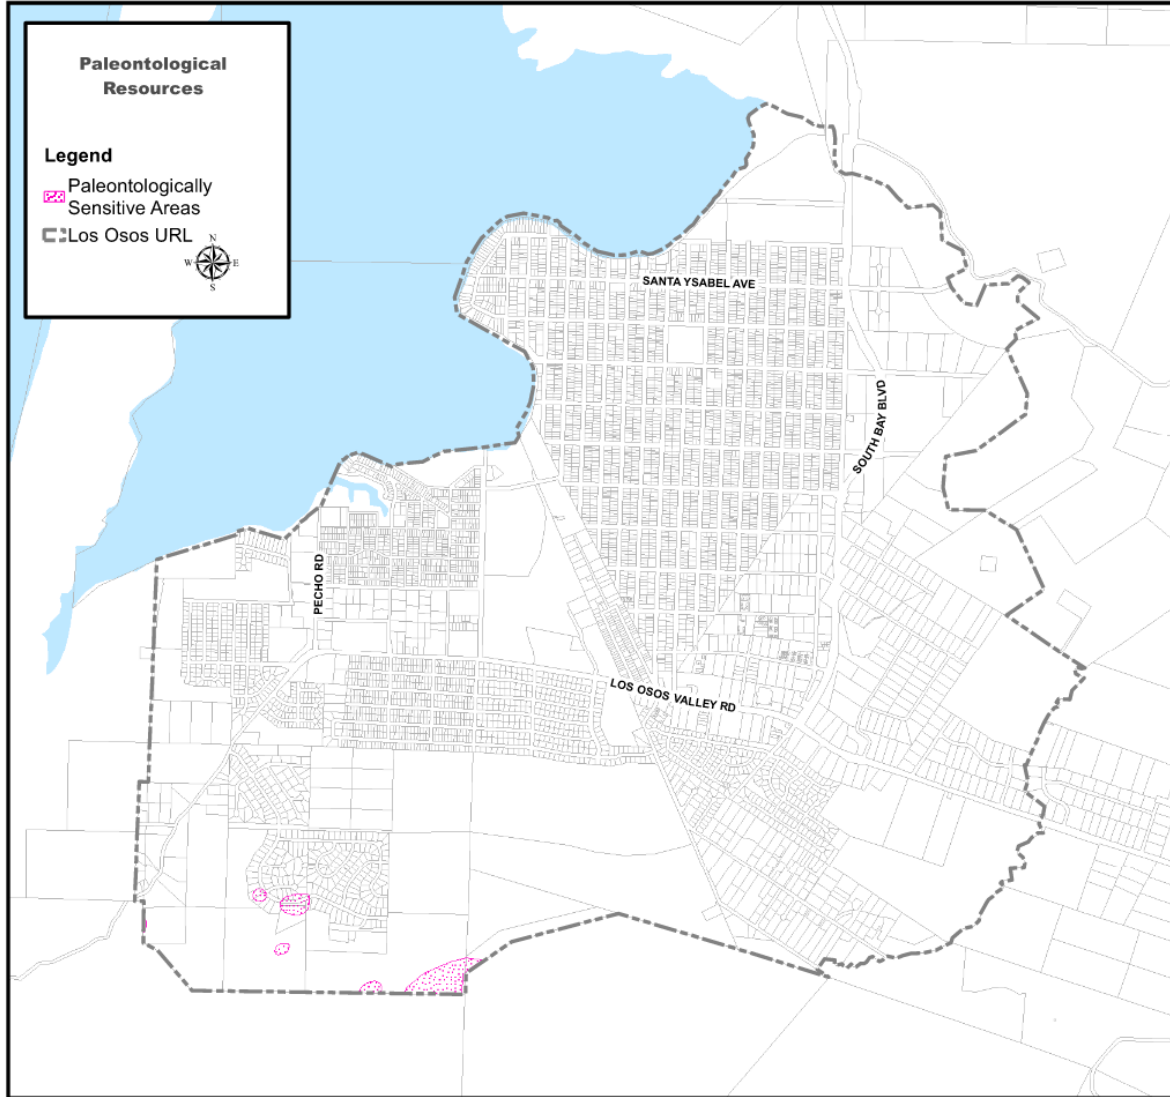 Paleontological
Resources
Legend
Paleontologically
Sensitive Areas
Los Osos URL
N
W
E
S
SANTA YSABEL AVE
SOUTH BAY BLVD
PECHO RD
LOS OSOS VALLEY RD